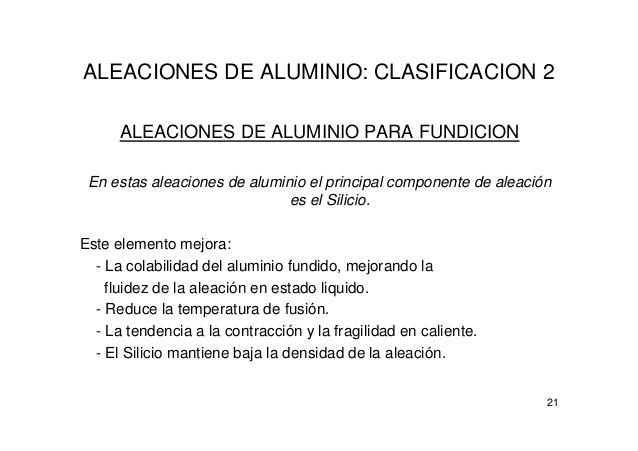 ALEACIONES DE ALUMINIO: CLASIFICACION 2
ALEACIONES DE ALUMINIO PARA FUNDICION
En estas aleaciones de aluminio el principal componente de aleación
es el Silicio.
Este elemento mejora:
- La colabilidad del aluminio fundido, mejorando la
fluidez de la aleación en estado liquido.
- Reduce la temperatura de fusión.
- La tendencia a la contracción y la fragilidad en caliente.
- El Silicio mantiene baja la densidad de la aleación.
21